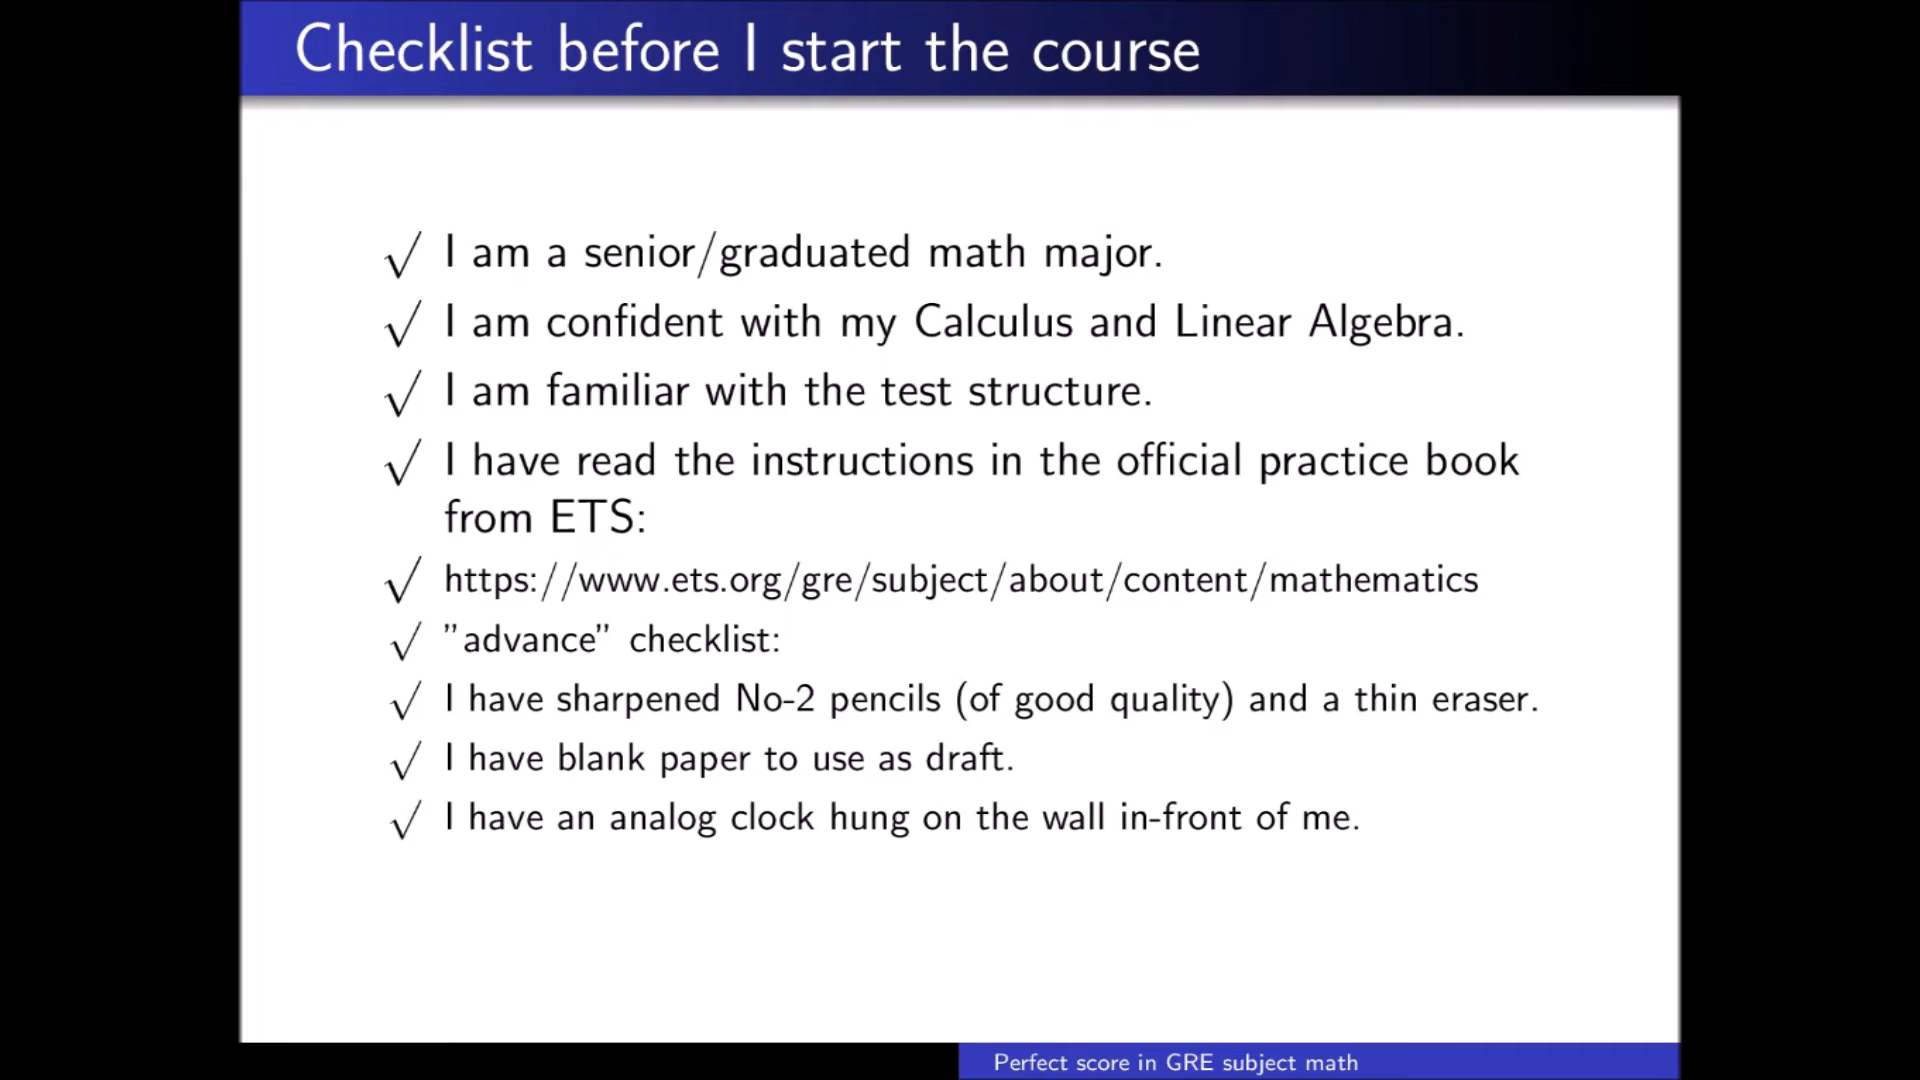 Checklist before I start the course
√ I am a senior/graduated math major.
√ I am confident with my Calculus and Linear Algebra.
√ I am familiar with the test structure.
√ I have read the instructions in the official practice book
from ETS:
√ https://www.ets.org/gre/subject/about/content/mathematics
√ ”advance” checklist:
√ I have sharpened No-2 pencils (of good quality) and a thin eraser.
√ I have blank paper to use as draft.
√ I have an analog clock hung on the wall in-front of me.
Perfect score in GRE subject math